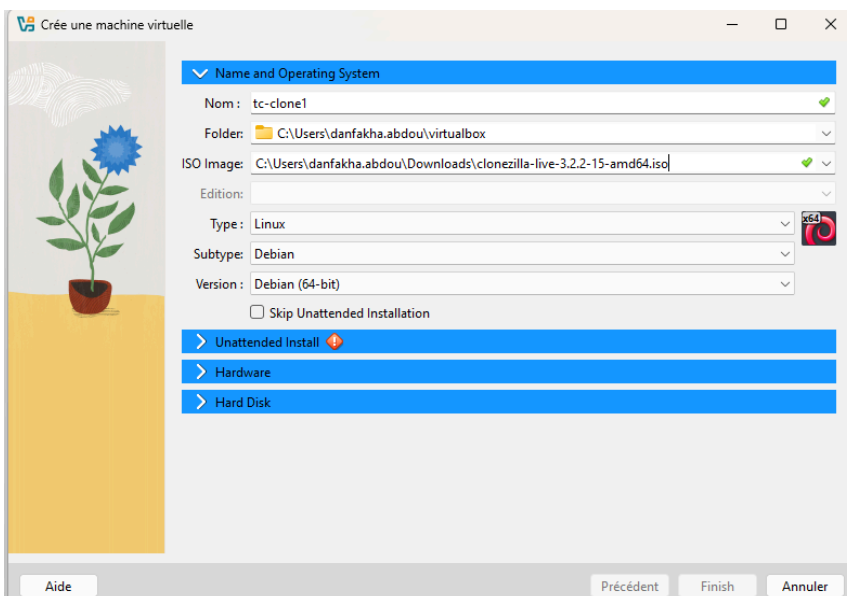 Crée une machine virtuelle
Name and Operating System
Nom : tc-clone1
Folder: C:\Users\danfakha.abdou\virtualbox
ISO Image: C:\Users\danfakha.abdou\Downloads\clonezilla-live-3.2.2-15-amd64.iso
Edition:
Type : Linux
x64
Subtype: Debian
Version : Debian (64-bit)
Skip Unattended Installation
Unattended Install
Hardware
Hard Disk
Aide Précédent Finish Annuler